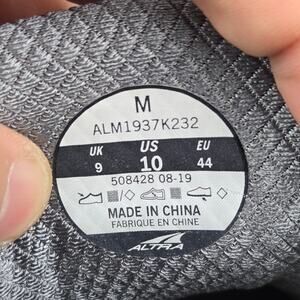 M
ALM1937K232
UK US EU
9 10 44
508428 08-19
MADE IN CHINA
FABRIQUE EN CHINE
ALTRA